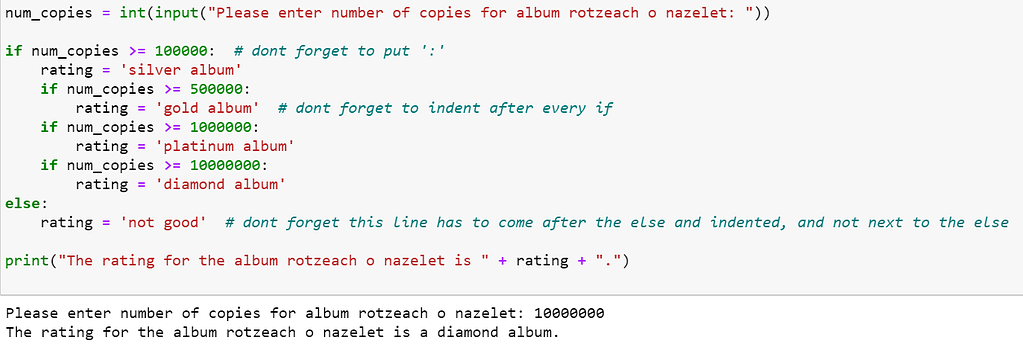 num_copies = int(input("Please enter number of copies for album rotzeach o nazelet: "))
if num_copies >= 100000:  # dont forget to put ':'
    rating = 'silver album'
    if num_copies >= 500000:
        rating = 'gold album'  # dont forget to indent after every if
    if num_copies >= 1000000:
        rating = 'platinum album'
    if num_copies >= 10000000:
        rating = 'diamond album'
else:
    rating = 'not good'  # dont forget this line has to come after the else and indented, and not next to the else
print("The rating for the album rotzeach o nazelet is " + rating + ".")
Please enter number of copies for album rotzeach o nazelet: 10000000
The rating for the album rotzeach o nazelet is a diamond album.